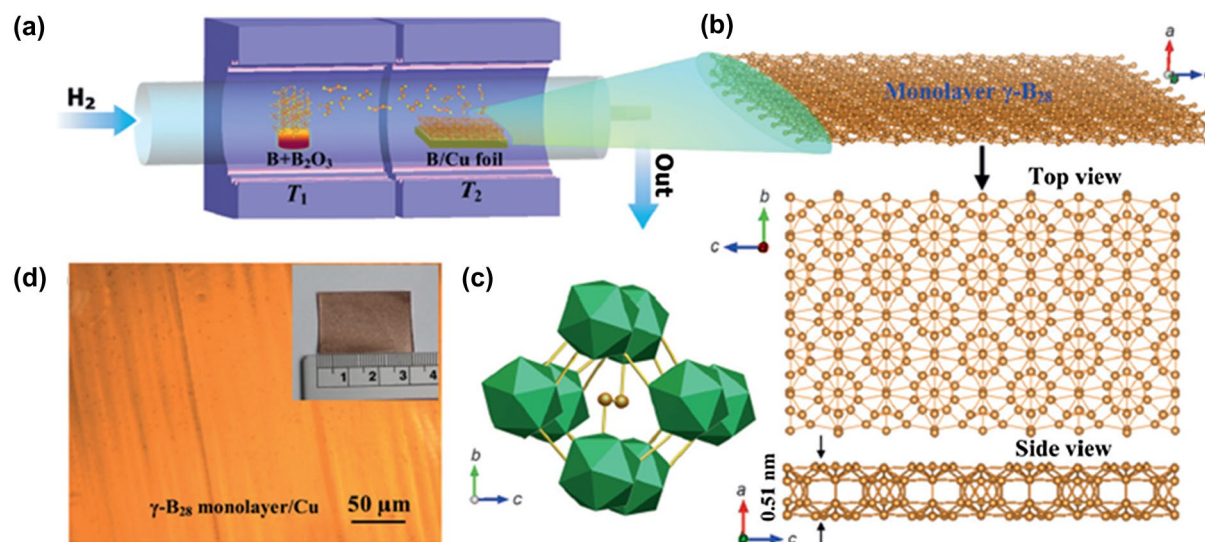 (a)
H₂
B+B₂O₃
B/Cu foil
T₁
T₂
Out
(b)
a
c
Monolayer γ-B₂₈
Top view
b
c
Side view
0.51 nm
a
c
(c)
b
c
(d)
1 2 3 4
γ-B₂₈ monolayer/Cu
50 μm